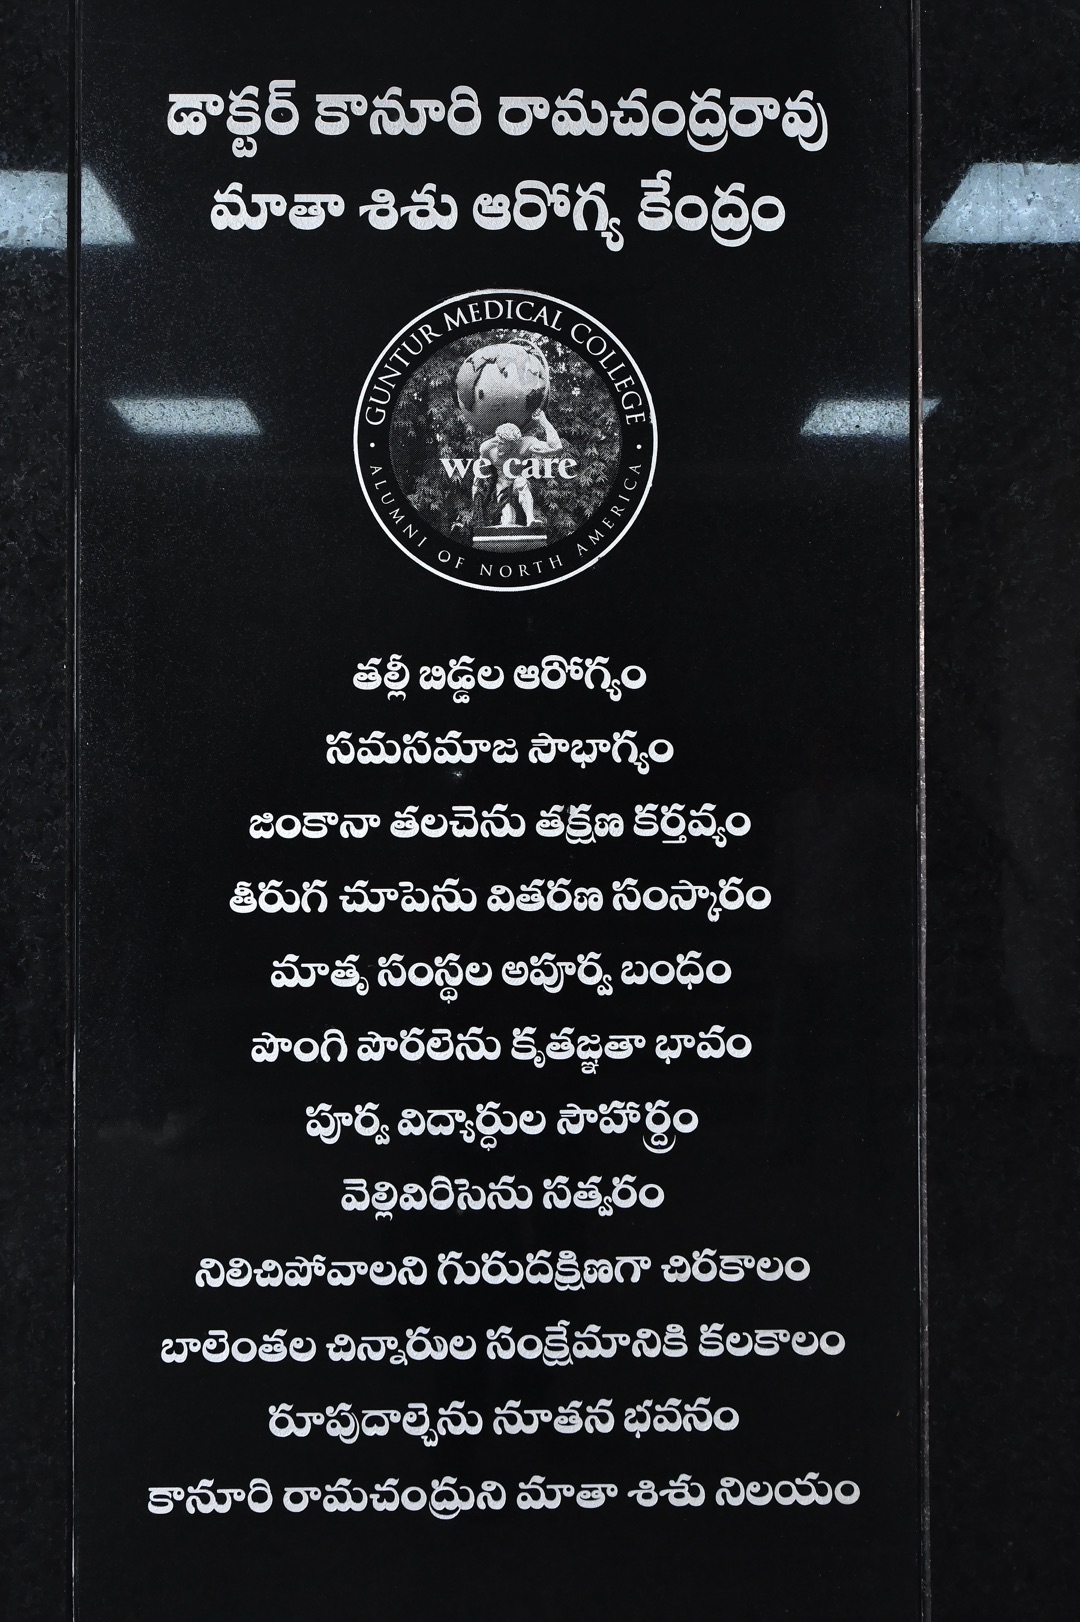 డాక్టర్ కానూరి రామచంద్రరావు
మాతా శిశు ఆరోగ్య కేంద్రం
GUNTUR MEDICAL COLLEGE
we care
ALUMNI OF NORTH AMERICA
తల్లీ బిడ్డల ఆరోగ్యం
సమసమాజ సౌభాగ్యం
జింకానా తలచెను తక్షణ కర్తవ్యం
తీరుగ చూపెను వితరణ సంస్కారం
మాతృ సంస్థల అపూర్వ బంధం
పొంగి పొరలెను కృతజ్ఞతా భావం
పూర్వ విద్యార్ధుల సౌహార్ద్రం
వెల్లివిరిసెను సత్వరం
నిలిచిపోవాలని గురుదక్షిణగా చిరకాలం
బాలెంతల చిన్నారుల సంక్షేమానికి కలకాలం
రూపుదాల్చెను నూతన భవనం
కానూరి రామచంద్రుని మాతా శిశు నిలయం